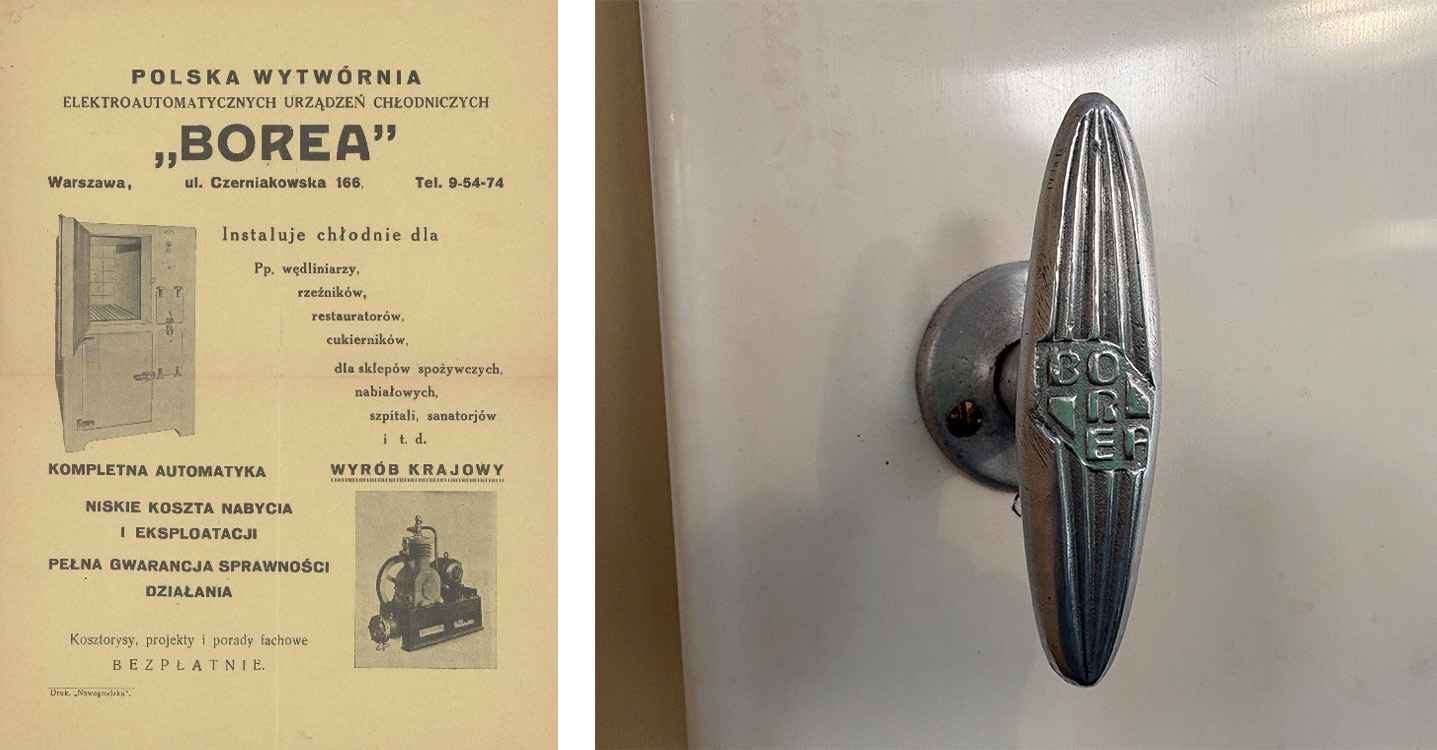 15
POLSKA WYTWÓRNIA
ELEKTROAUTOMATYCZNYCH URZĄDZEŃ CHŁODNICZYCH
„BOREA”
Warszawa, ul. Czerniakowska 166, Tel. 9-54-74
Instaluje chłodnie dla
Pp. wędliniarzy,
rzeźników,
restauratorów,
cukierników,
dla sklepów spożywczych,
nabiałowych,
szpitali, sanatorjów
i t. d.
KOMPLETNA AUTOMATYKA
WYRÓB KRAJOWY
NISKIE KOSZTA NABYCIA
I EKSPLOATACJI
PEŁNA GWARANCJA SPRAWNOŚCI
DZIAŁANIA
Kosztorysy, projekty i porady fachowe
BEZPŁATNIE.
Druk. „Nowogrodzka”.
BO
R
EA